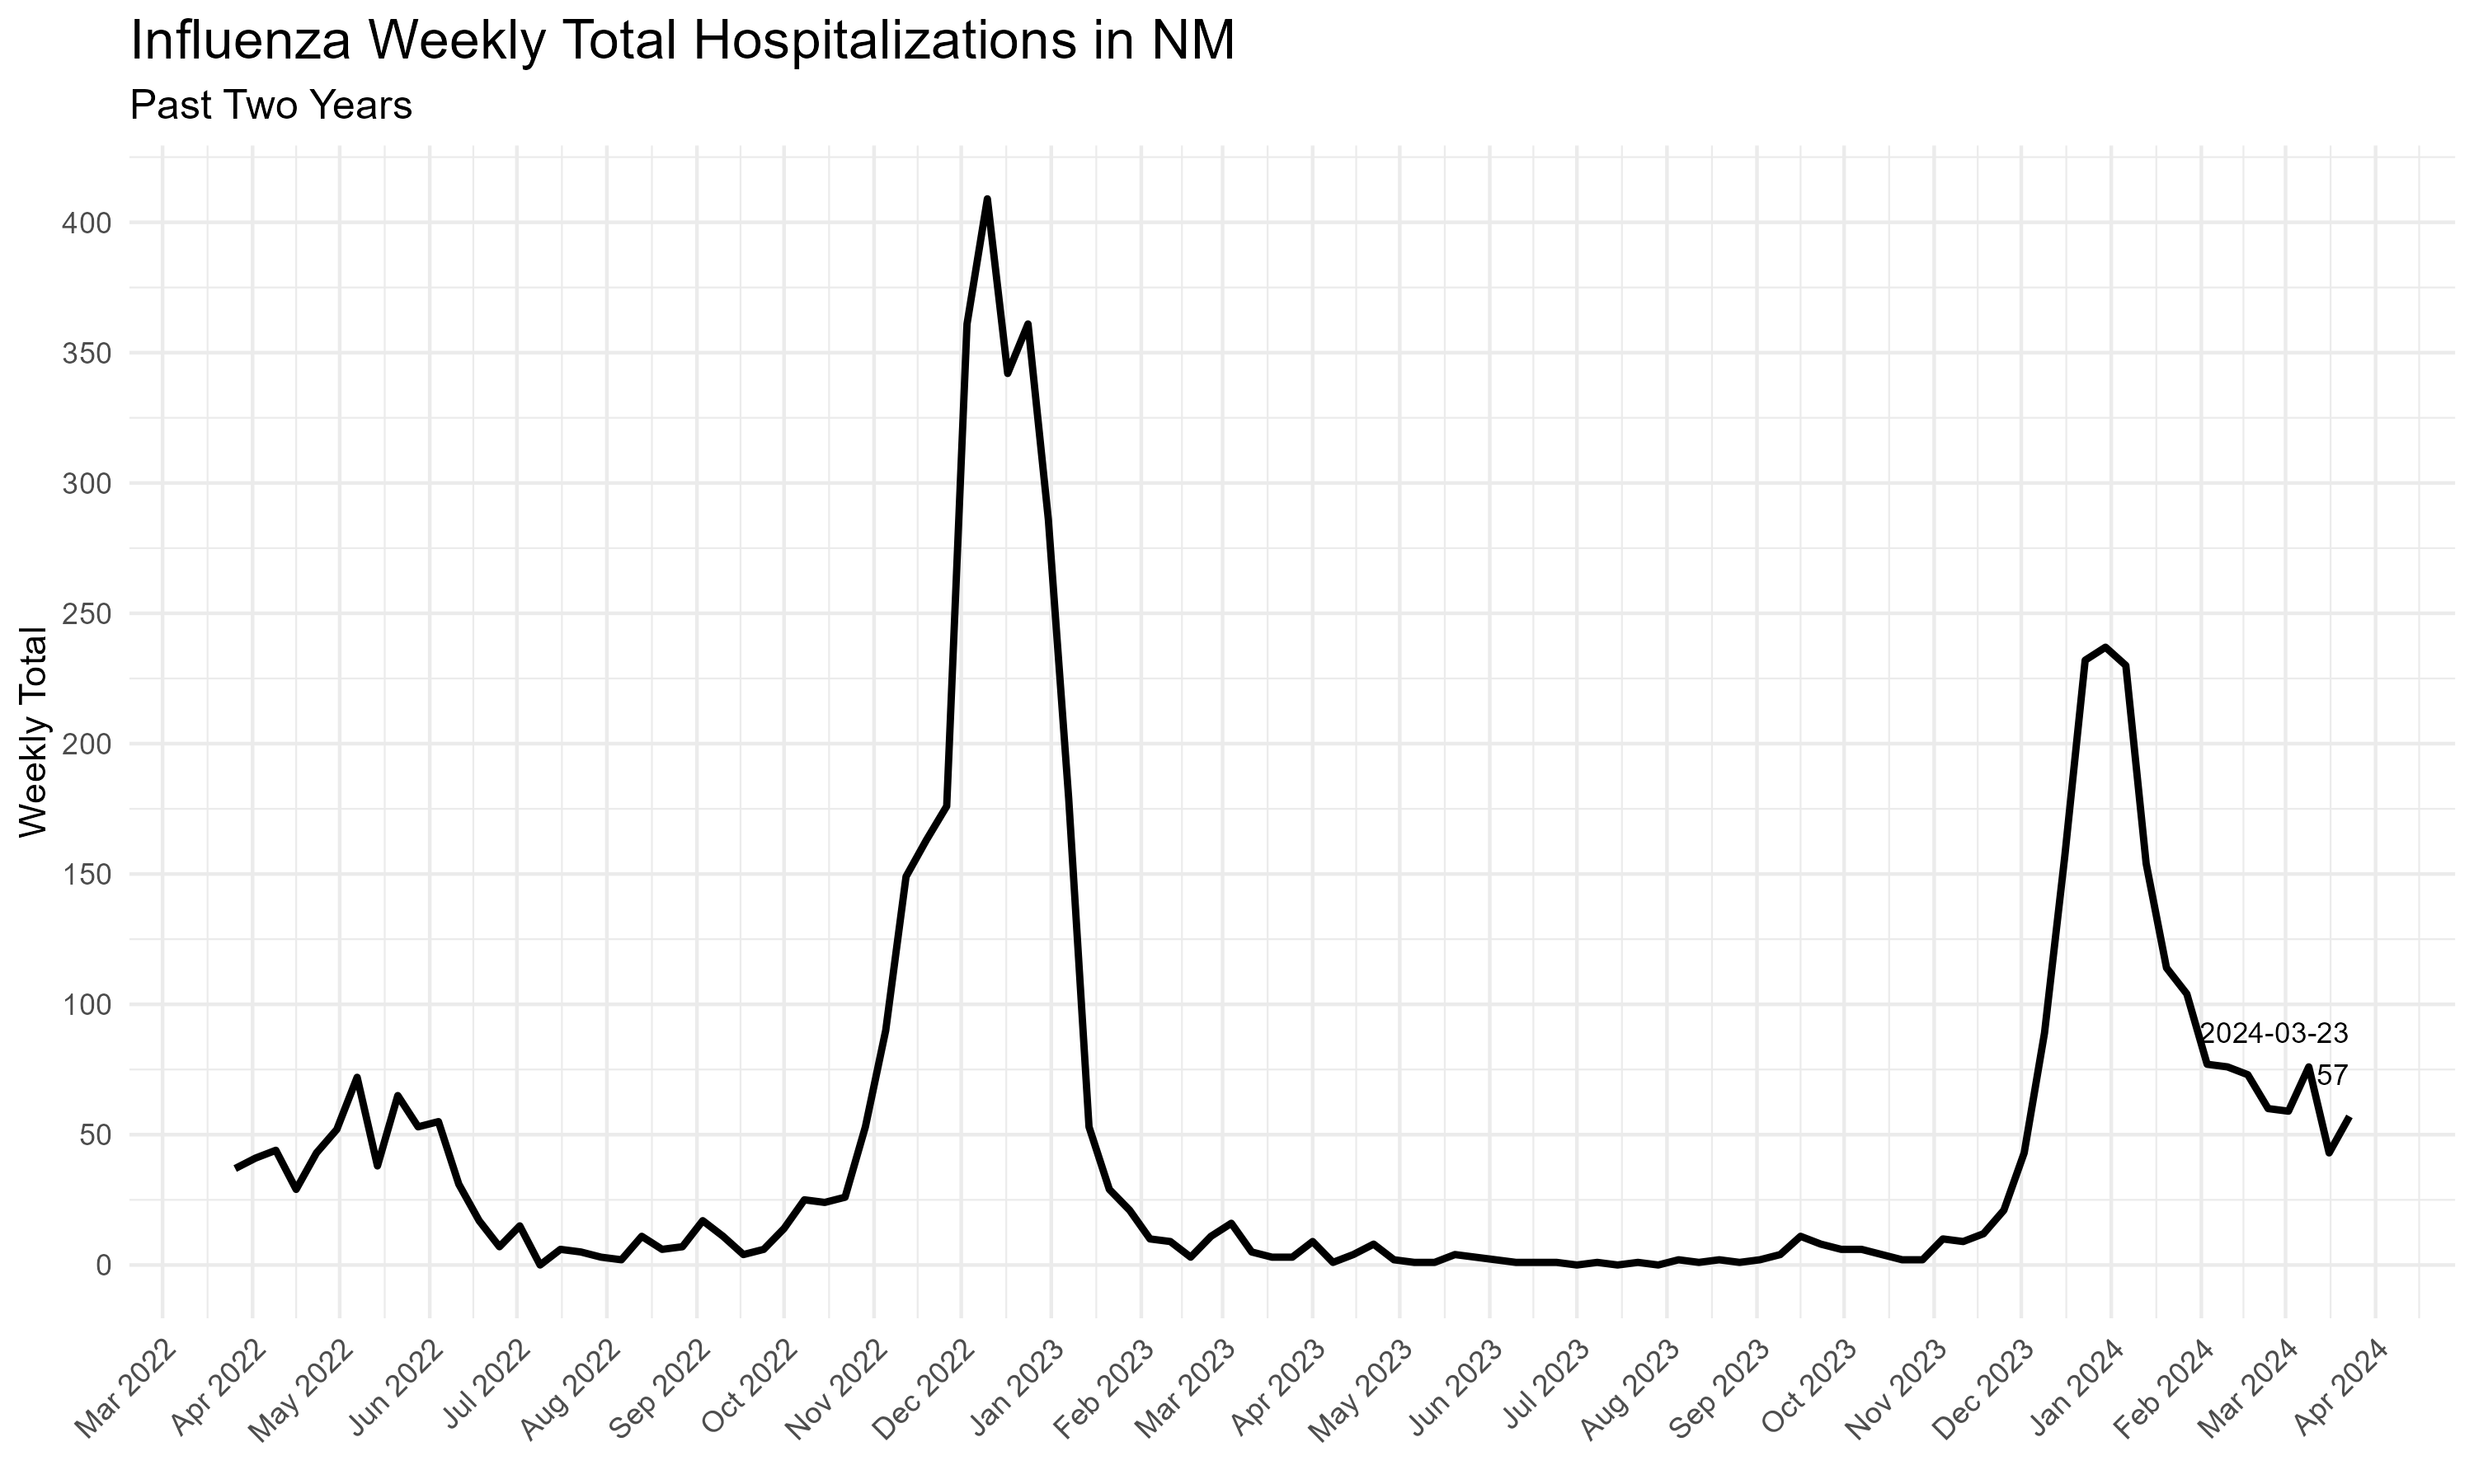 Influenza Weekly Total Hospitalizations in NM
Past Two Years
Weekly Total
400
350
300
250
200
150
100
50
0
2024-03-23
57
Mar 2022
Apr 2022
May 2022
Jun 2022
Jul 2022
Aug 2022
Sep 2022
Oct 2022
Nov 2022
Dec 2022
Jan 2023
Feb 2023
Mar 2023
Apr 2023
May 2023
Jun 2023
Jul 2023
Aug 2023
Sep 2023
Oct 2023
Nov 2023
Dec 2023
Jan 2024
Feb 2024
Mar 2024
Apr 2024